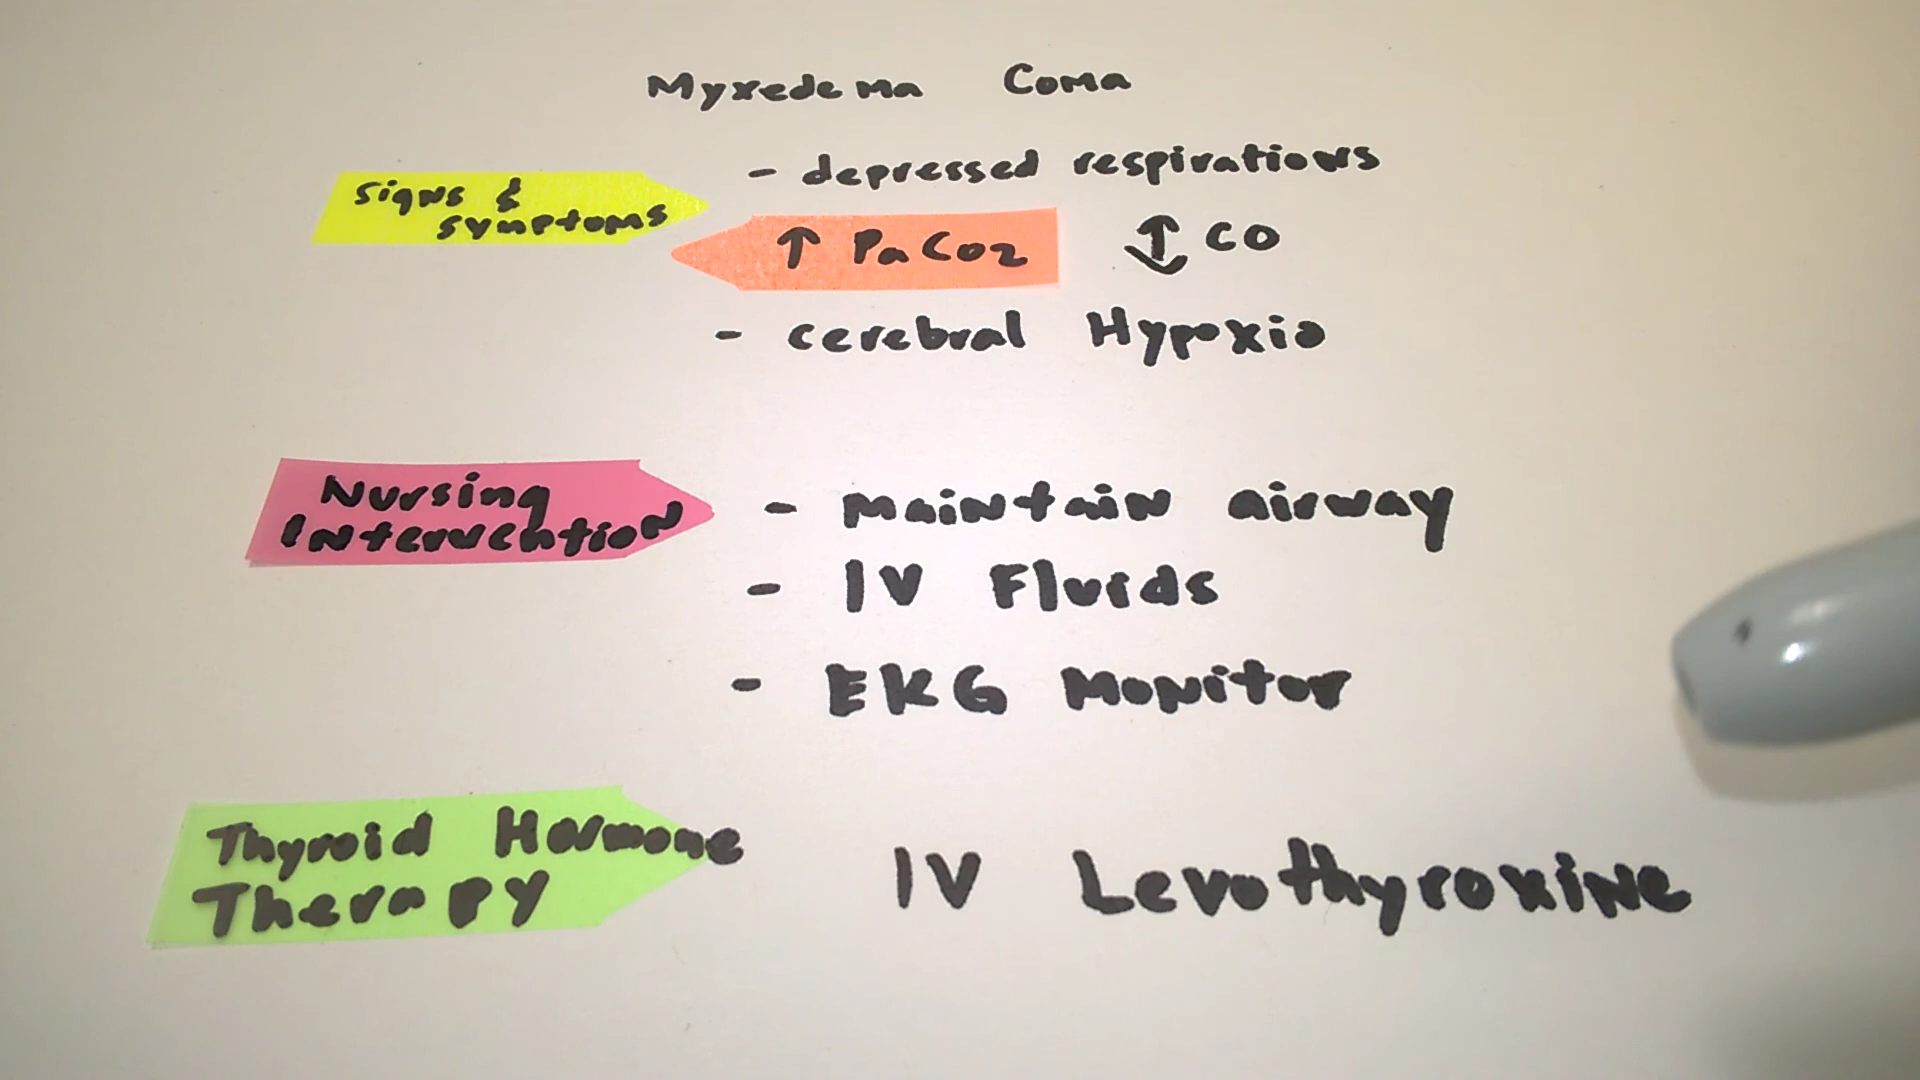 Myxedema Coma
Signs &
symptoms
- depressed respirations
↑ PaCO2 ↕ CO
- cerebral Hypoxia
Nursing
Intervention
- Maintain airway
- IV Fluids
- EKG Monitor
Thyroid Hormone
Therapy
IV Levothyroxine